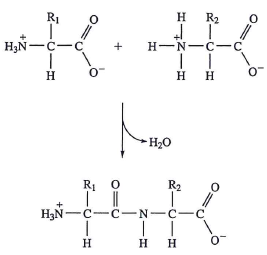 R₁ O H R₂ O
H₃N⁺—C—C + H—N⁺—C—C
H O⁻ H H O⁻
H₂O
R₁ O R₂ O
H₃N⁺—C—C—N—C—C
H H H O⁻